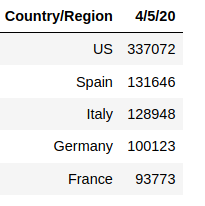 Country/Region 4/5/20
US 337072
Spain 131646
Italy 128948
Germany 100123
France 93773